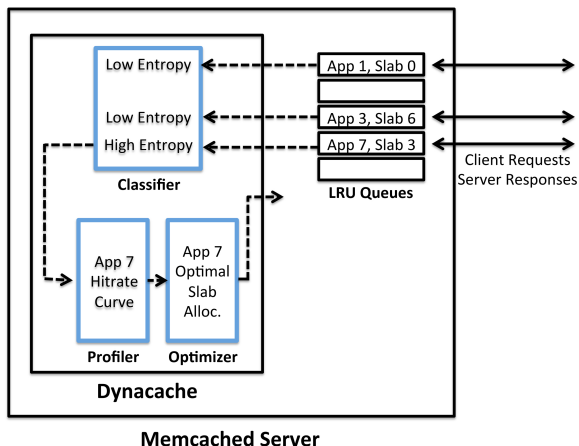 Low Entropy
App 1, Slab 0
Low Entropy
App 3, Slab 6
High Entropy
App 7, Slab 3
Classifier
LRU Queues
Client Requests
Server Responses
App 7
Hitrate
Curve
App 7
Optimal
Slab
Alloc.
Profiler
Optimizer
Dynacache
Memcached Server